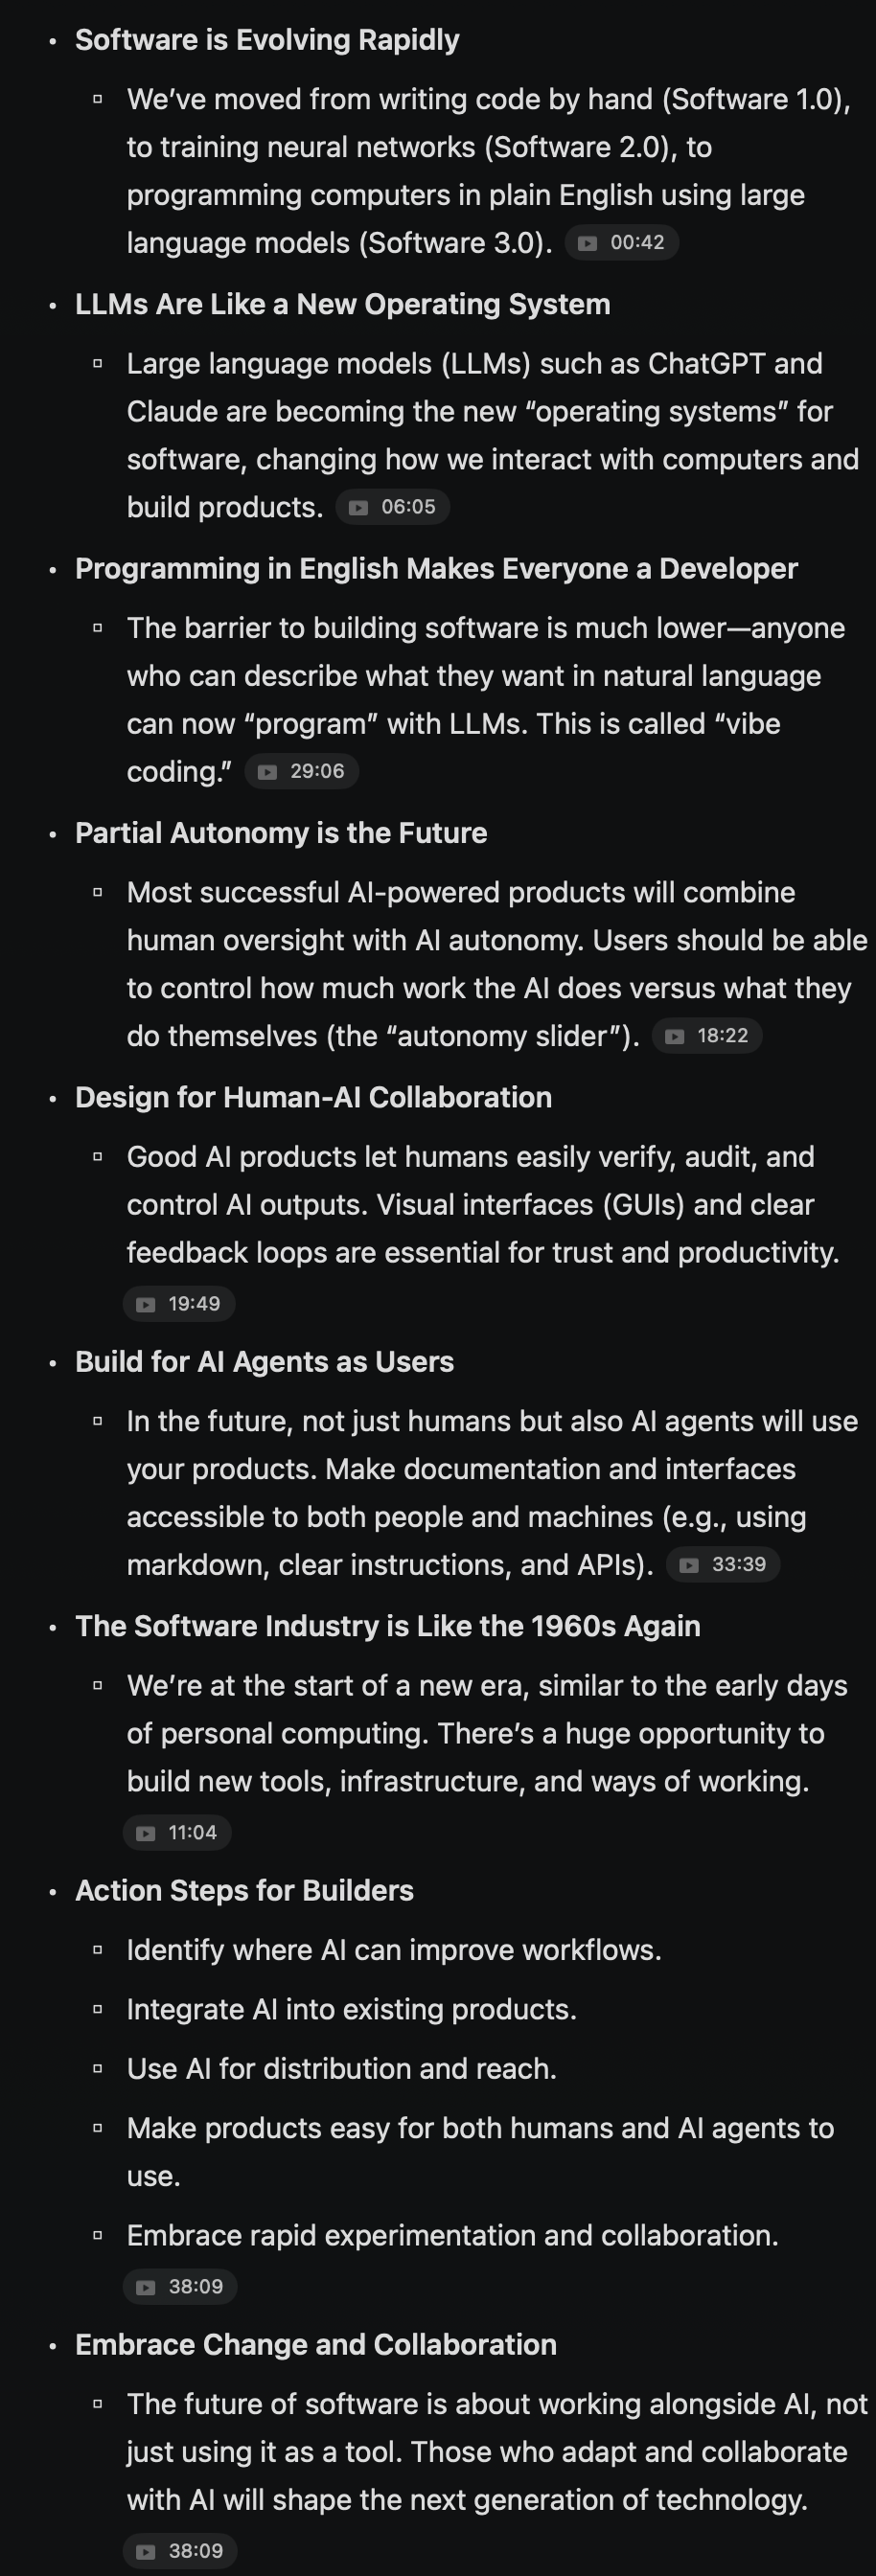 • Software is Evolving Rapidly
▫ We’ve moved from writing code by hand (Software 1.0),
to training neural networks (Software 2.0), to
programming computers in plain English using large
language models (Software 3.0). 00:42
• LLMs Are Like a New Operating System
▫ Large language models (LLMs) such as ChatGPT and
Claude are becoming the new “operating systems” for
software, changing how we interact with computers and
build products. 06:05
• Programming in English Makes Everyone a Developer
▫ The barrier to building software is much lower—anyone
who can describe what they want in natural language
can now “program” with LLMs. This is called “vibe
coding.” 29:06
• Partial Autonomy is the Future
▫ Most successful AI-powered products will combine
human oversight with AI autonomy. Users should be able
to control how much work the AI does versus what they
do themselves (the “autonomy slider”). 18:22
• Design for Human-AI Collaboration
▫ Good AI products let humans easily verify, audit, and
control AI outputs. Visual interfaces (GUIs) and clear
feedback loops are essential for trust and productivity.
19:49
• Build for AI Agents as Users
▫ In the future, not just humans but also AI agents will use
your products. Make documentation and interfaces
accessible to both people and machines (e.g., using
markdown, clear instructions, and APIs). 33:39
• The Software Industry is Like the 1960s Again
▫ We’re at the start of a new era, similar to the early days
of personal computing. There’s a huge opportunity to
build new tools, infrastructure, and ways of working.
11:04
• Action Steps for Builders
▫ Identify where AI can improve workflows.
▫ Integrate AI into existing products.
▫ Use AI for distribution and reach.
▫ Make products easy for both humans and AI agents to
use.
▫ Embrace rapid experimentation and collaboration.
38:09
• Embrace Change and Collaboration
▫ The future of software is about working alongside AI, not
just using it as a tool. Those who adapt and collaborate
with AI will shape the next generation of technology.
38:09